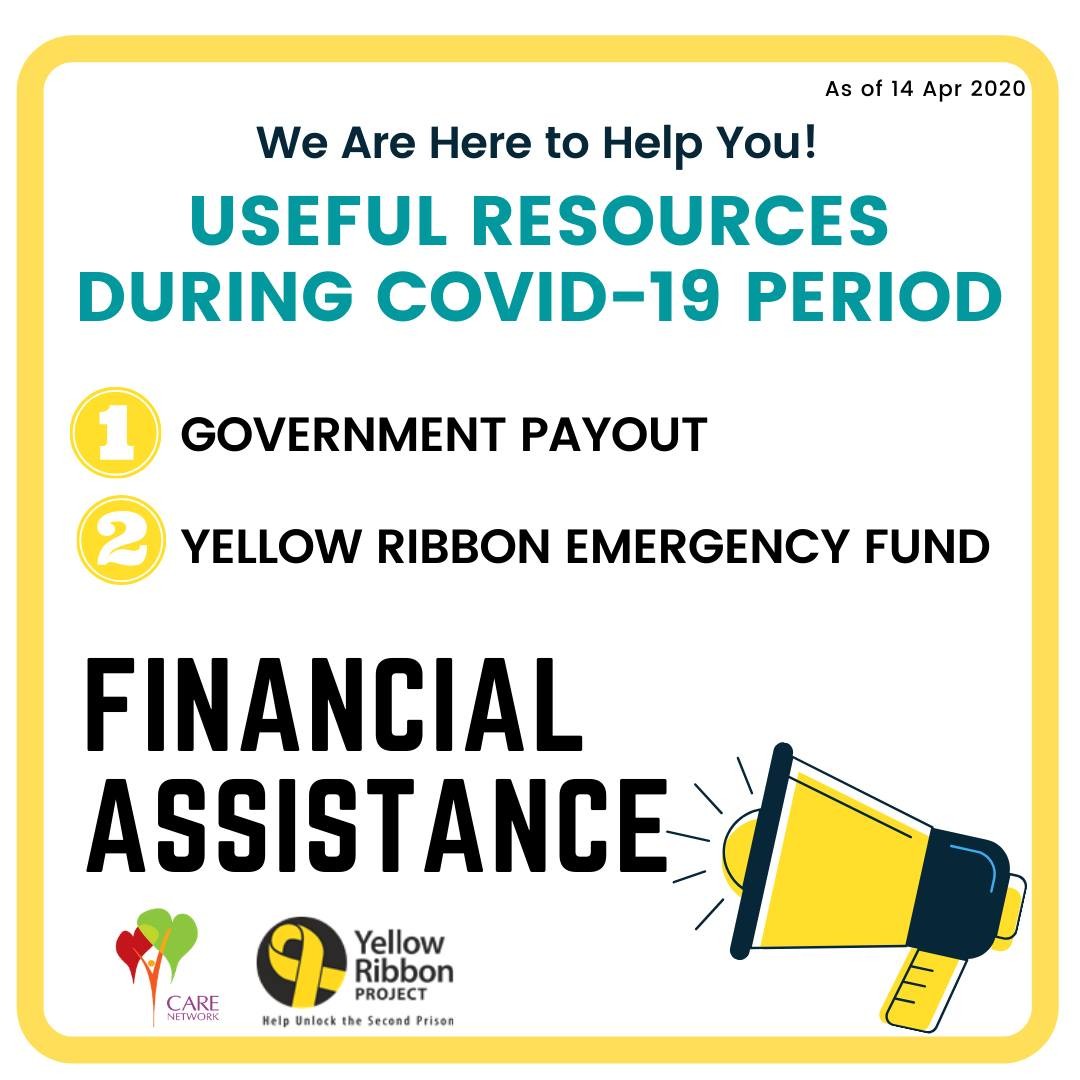 As of 14 Apr 2020
We Are Here to Help You!
USEFUL RESOURCES
DURING COVID-19 PERIOD
1 GOVERNMENT PAYOUT
2 YELLOW RIBBON EMERGENCY FUND
FINANCIAL
ASSISTANCE
CARE
NETWORK
Yellow
Ribbon
PROJECT
Help Unlock the Second Prison